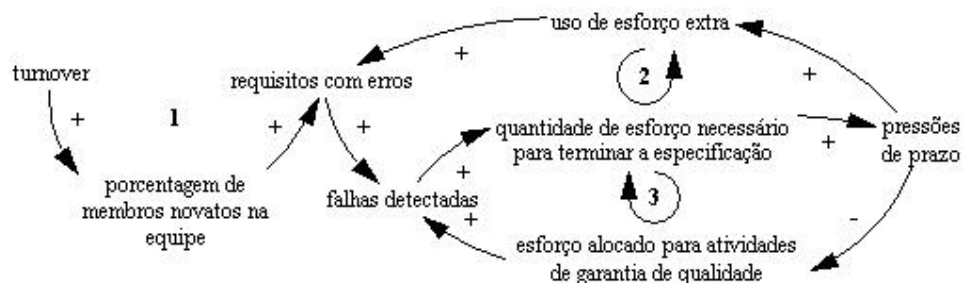 uso de esforço extra
+
turnover
requisitos com erros
2
+
+
1
+
+
quantidade de esforço necessário
para terminar a especificação
+
pressões
de prazo
porcentagem de
membros novatos na
equipe
falhas detectadas
+
3
+
-
esforço alocado para atividades
de garantia de qualidade